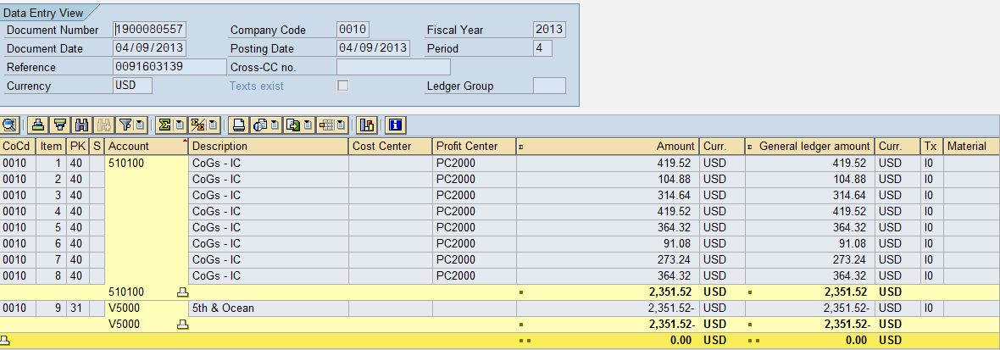 Data Entry View
Document Number 1900080557 Company Code 0010 Fiscal Year 2013
Document Date 04/09/2013 Posting Date 04/09/2013 Period 4
Reference 0091603139 Cross-CC no.
Currency USD Texts exist Ledger Group
CoCd Item PK S Account Description Cost Center Profit Center Σ Amount Curr. Σ General ledger amount Curr. Tx Material
0010 1 40 510100 CoGs - IC PC2000 419.52 USD 419.52 USD I0
0010 2 40 CoGs - IC PC2000 104.88 USD 104.88 USD I0
0010 3 40 CoGs - IC PC2000 314.64 USD 314.64 USD I0
0010 4 40 CoGs - IC PC2000 419.52 USD 419.52 USD I0
0010 5 40 CoGs - IC PC2000 364.32 USD 364.32 USD I0
0010 6 40 CoGs - IC PC2000 91.08 USD 91.08 USD I0
0010 7 40 CoGs - IC PC2000 273.24 USD 273.24 USD I0
0010 8 40 CoGs - IC PC2000 364.32 USD 364.32 USD I0
510100 2,351.52 USD 2,351.52 USD
0010 9 31 V5000 5th & Ocean 2,351.52- USD 2,351.52- USD I0
V5000 2,351.52- USD 2,351.52- USD
0.00 USD 0.00 USD